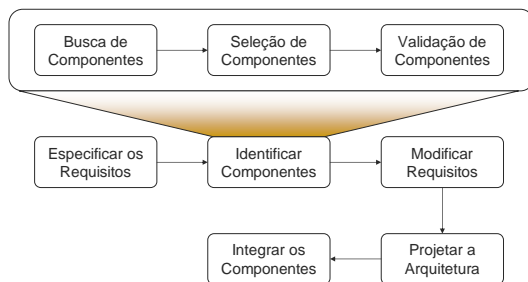 Busca de
Componentes
Seleção de
Componentes
Validação de
Componentes
Especificar os
Requisitos
Identificar
Componentes
Modificar
Requisitos
Integrar os
Componentes
Projetar a
Arquitetura